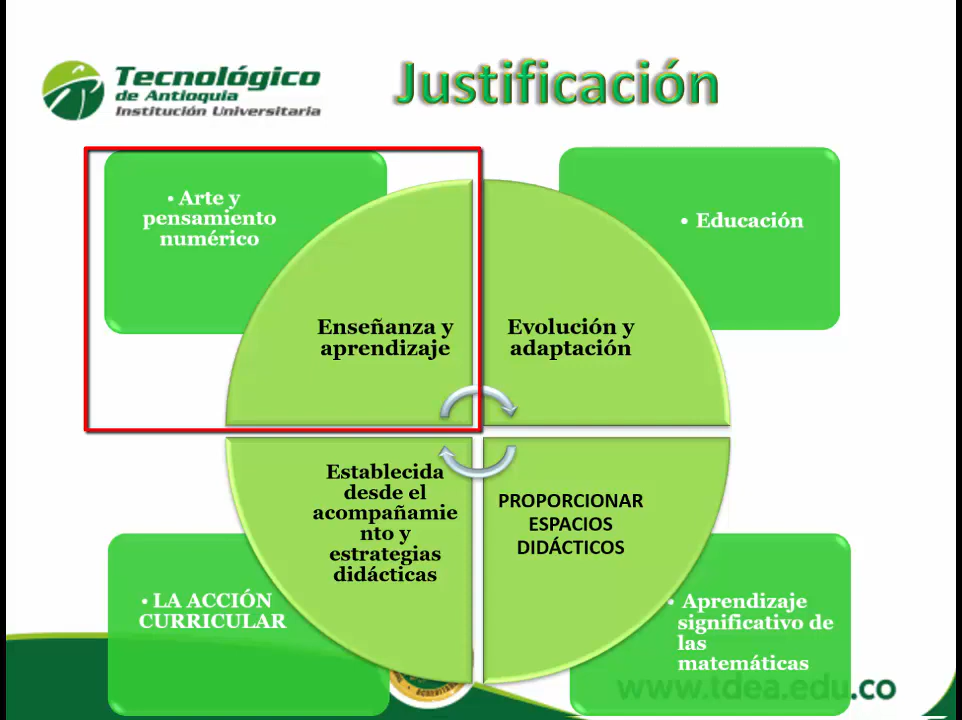 Tecnológico
de Antioquia
Institución Universitaria
Justificación
• Arte y
pensamiento
numérico
• Educación
Enseñanza y
aprendizaje
Evolución y
adaptación
Establecida
desde el
acompañamie
nto y
estrategias
didácticas
PROPORCIONAR
ESPACIOS
DIDÁCTICOS
• LA ACCIÓN
CURRICULAR
• Aprendizaje
significativo de
las
matemáticas
www.tdea.edu.co